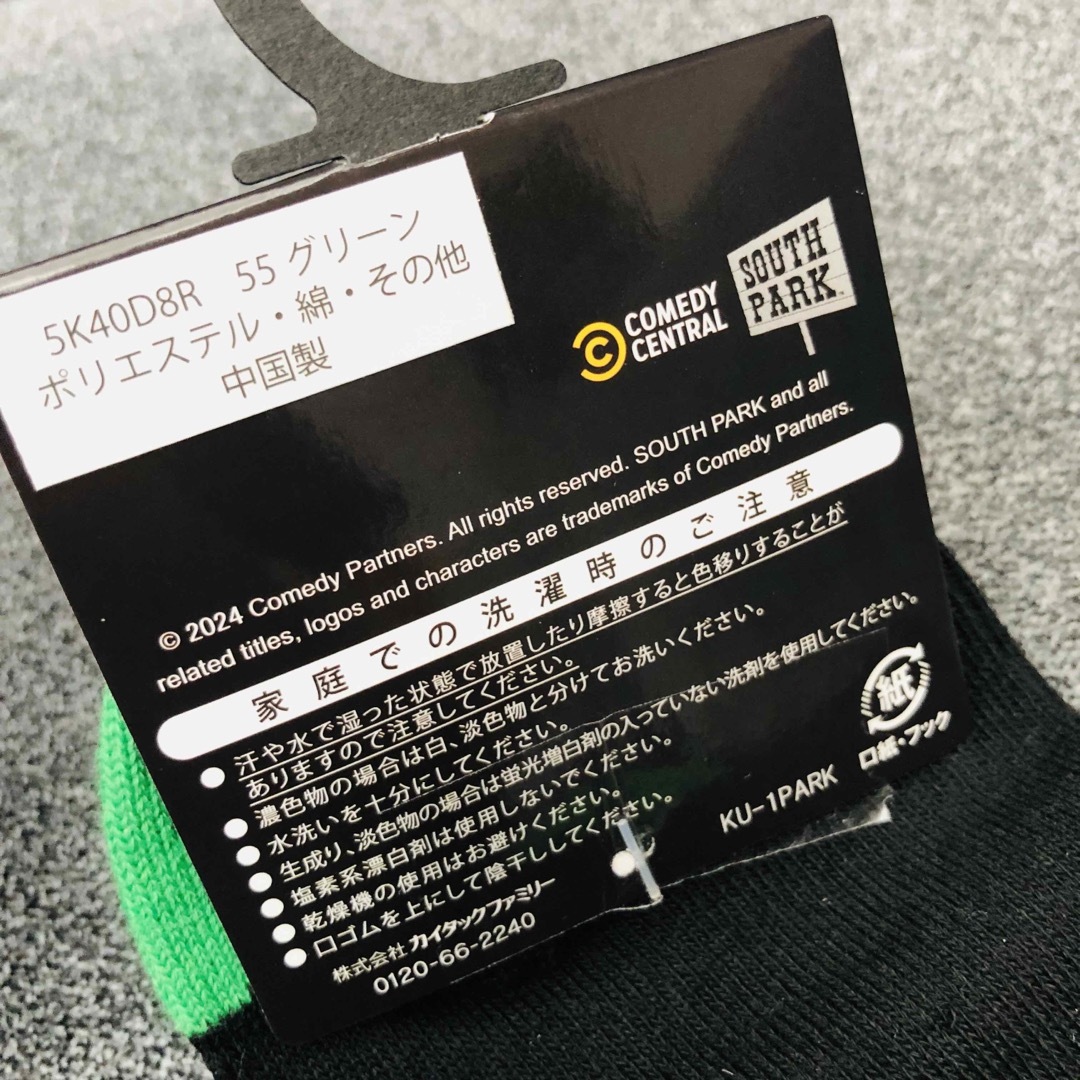 5K40D8R 55 グリーン
ポリエステル・綿・その他
中国製
COMEDY
CENTRAL
SOUTH
PARK
© 2024 Comedy Partners. All rights reserved. SOUTH PARK and all
related titles, logos and characters are trademarks of Comedy Partners.
家庭での洗濯時のご注意
●汗や水で湿った状態で放置したり摩擦すると色移りすることが
ありますので注意してください。
●濃色物の場合は白、淡色物と分けてお洗いください。
●水洗いを十分にしてください。
●生成り、淡色物の場合は蛍光増白剤の入っていない洗剤を使用してください。
●塩素系漂白剤は使用しないでください。
●乾燥機の使用はお避けください。
●口ゴムを上にして陰干ししてください。
株式会社 カイタックファミリー
0120-66-2240
KU-1PARK
紙
口紙・フック